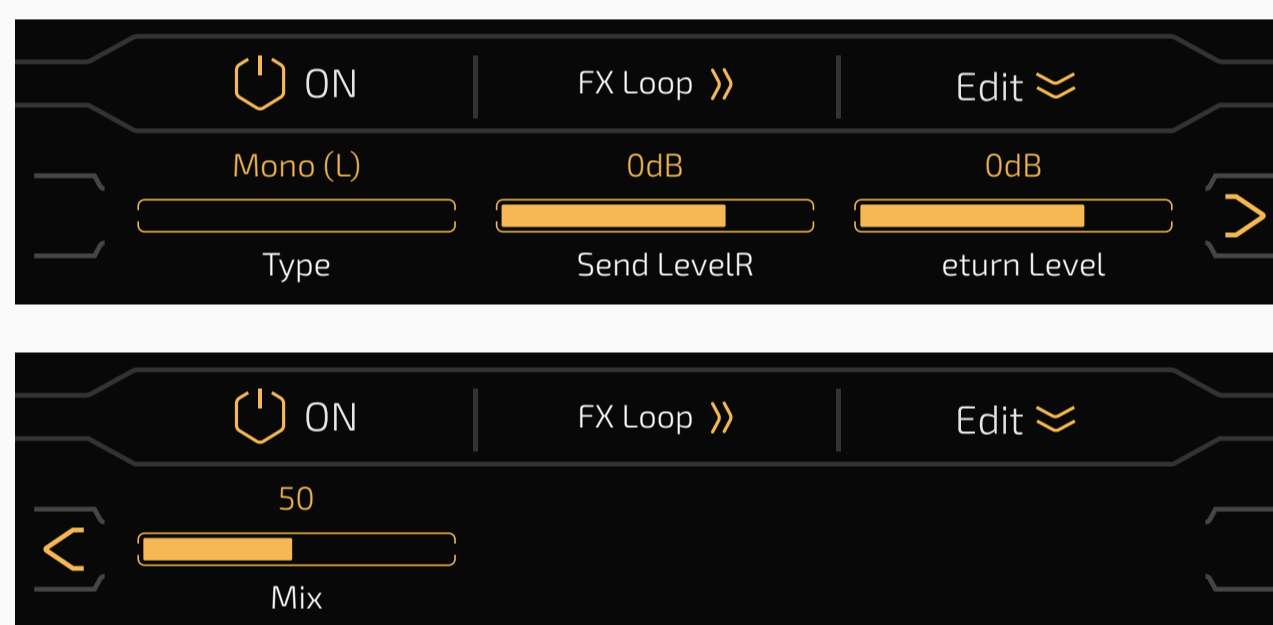 ON FX Loop Edit
Mono (L) 0dB 0dB
Type Send LevelR eturn Level
ON FX Loop Edit
50
Mix